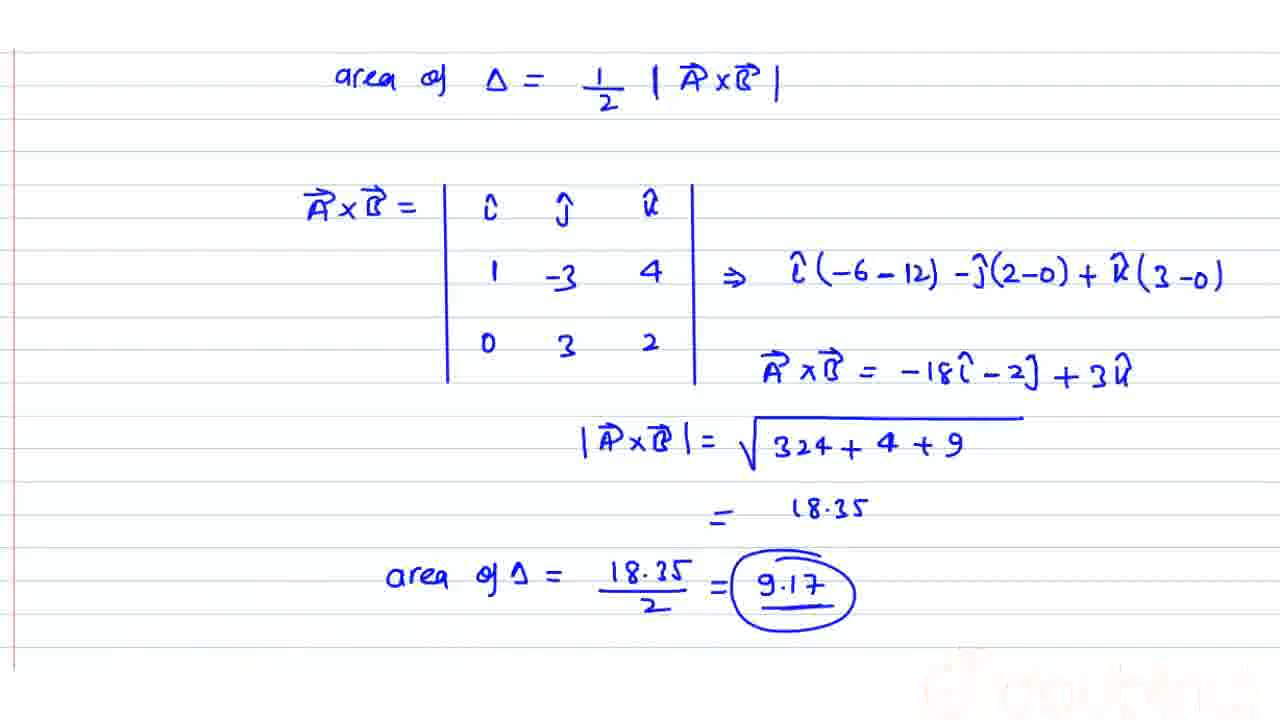 area of Δ = 1/2 | A⃗ × B⃗ |
A⃗ × B⃗ = | î ĵ k̂ |
| 1 -3 4 | ⇒ î(-6-12) -ĵ(2-0) + k̂(3-0)
| 0 3 2 |
A⃗ × B⃗ = -18î - 2ĵ + 3k̂
| A⃗ × B⃗ | = √(324 + 4 + 9)
= 18.35
area of Δ = 18.35/2 = 9.17